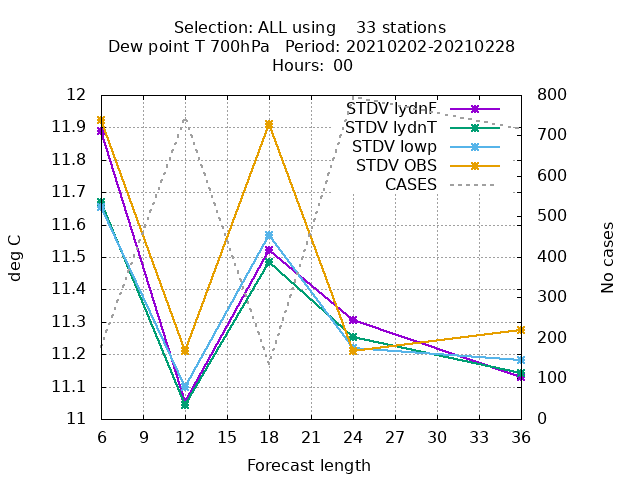 Selection: ALL using    33 stations
Dew point T 700hPa   Period: 20210202-20210228
Hours:  00
12
11.9
11.8
11.7
11.6
11.5
11.4
11.3
11.2
11.1
11
deg C
STDV lydnF
STDV lydnT
STDV lowp
STDV OBS
CASES
800
700
600
500
400
300
200
100
0
No cases
6 9 12 15 18 21 24 27 30 33 36
Forecast length